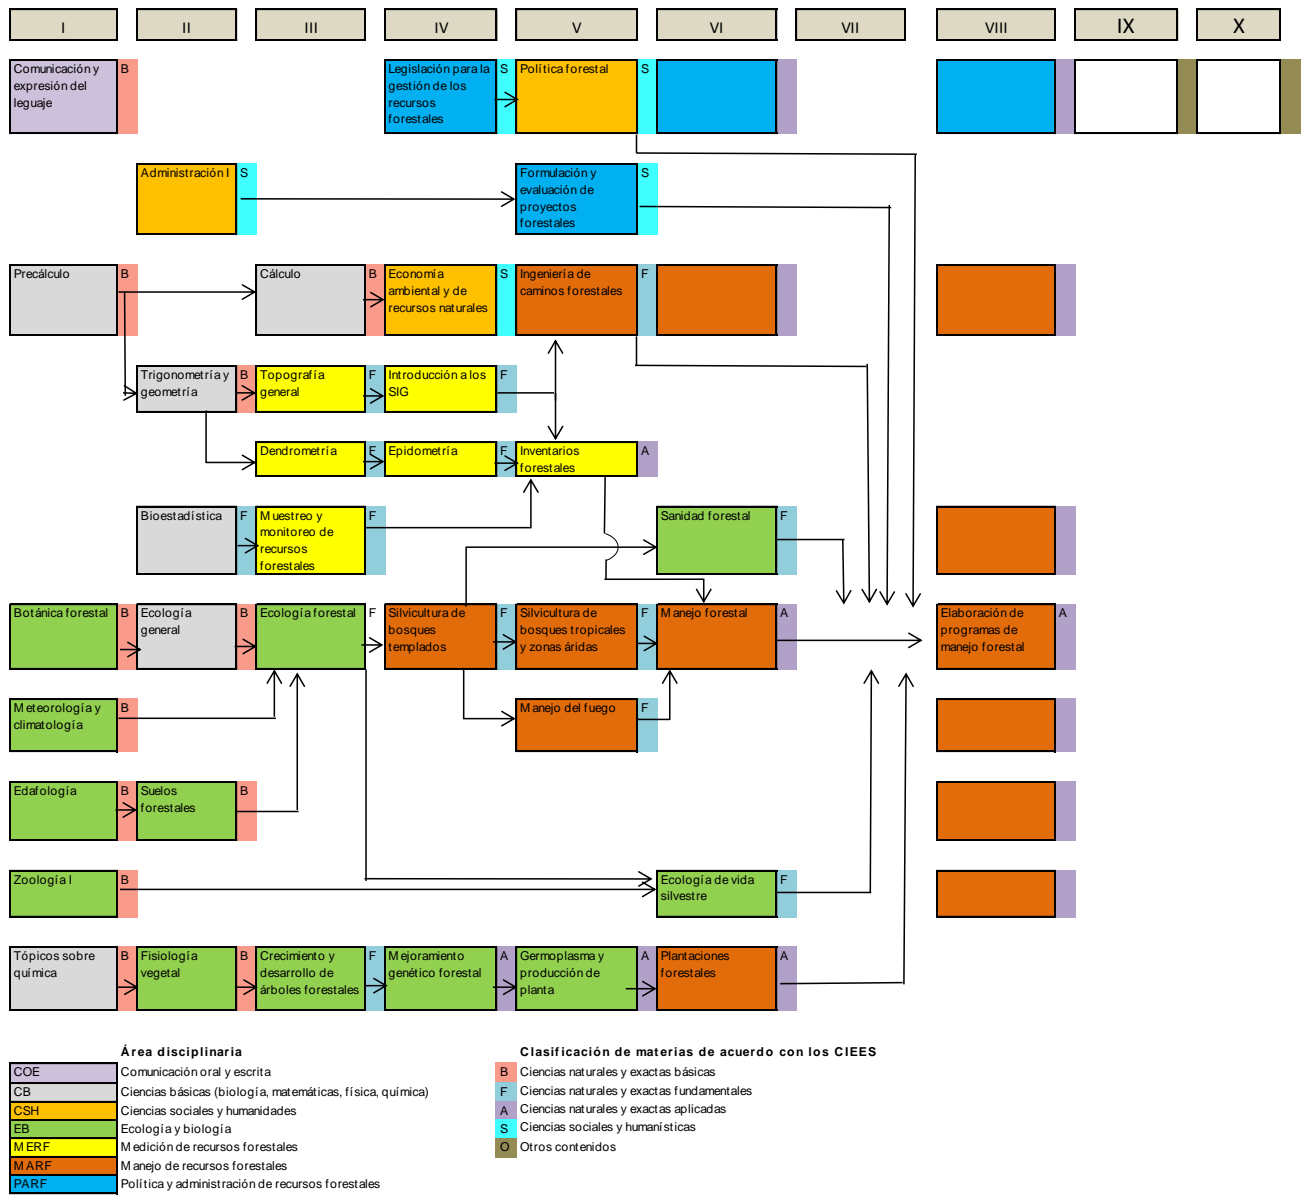 I II III IV V VI VII VIII IX X
Comunicación y
expresión del
leguaje
B
Legislación para la
gestión de los
recursos
forestales
S
Política forestal
S
Administración I
S
Formulación y
evaluación de
proyectos
forestales
S
Precálculo
B
Cálculo
B
Economía
ambiental y de
recursos naturales
S
Ingeniería de
caminos forestales
F
Trigonometría y
geometría
B
Topografía
general
F
Introducción a los
SIG
F
Dendrometría
F
Epidometría
F
Inventarios
forestales
A
Bioestadística
F
Muestreo y
monitoreo de
recursos
forestales
F
Sanidad forestal
F
Botánica forestal
B
Ecología
general
B
Ecología forestal
F
Silvicultura de
bosques
templados
F
Silvicultura de
bosques tropicales
y zonas áridas
F
Manejo forestal
A
Elaboración de
programas de
manejo forestal
A
Meteorología y
climatología
B
Manejo del fuego
F
Edafología
B
Suelos
forestales
B
Zoología I
B
Ecología de vida
silvestre
F
Tópicos sobre
química
B
Fisiología
vegetal
B
Crecimiento y
desarrollo de
árboles forestales
F
Mejoramiento
genético forestal
A
Germoplasma y
producción de
planta
A
Plantaciones
forestales
A
Área disciplinaria
COE Comunicación oral y escrita
CB Ciencias básicas (biología, matemáticas, física, química)
CSH Ciencias sociales y humanidades
EB Ecología y biología
MERF Medición de recursos forestales
MARF Manejo de recursos forestales
PARF Política y administración de recursos forestales
Clasificación de materias de acuerdo con los CIEES
B Ciencias naturales y exactas básicas
F Ciencias naturales y exactas fundamentales
A Ciencias naturales y exactas aplicadas
S Ciencias sociales y humanísticas
O Otros contenidos